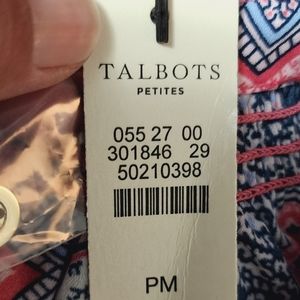 TALBOTS
PETITES
055 27 00
301846 29
50210398
PM